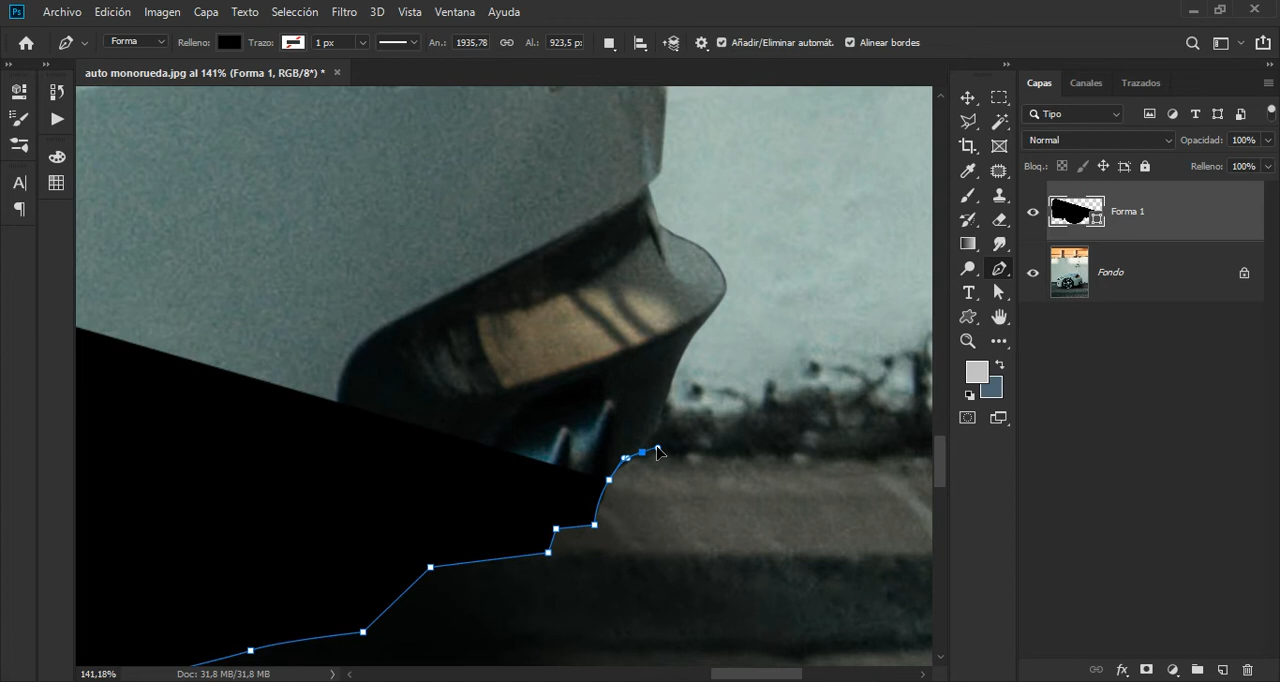 Ps Archivo Edición Imagen Capa Texto Selección Filtro 3D Vista Ventana Ayuda
Forma Relleno: Trazo: 1 px An.: 1935,78 Al.: 923,5 p: Añadir/Eliminar automát. Alinear bordes
auto monorueda.jpg al 141% (Forma 1, RGB/8*) * ×
Capas Canales Trazados
Tipo
Normal Opacidad: 100%
Bloq.: Relleno: 100%
Forma 1
Fondo
141,18% Doc: 31,8 MB/31,8 MB